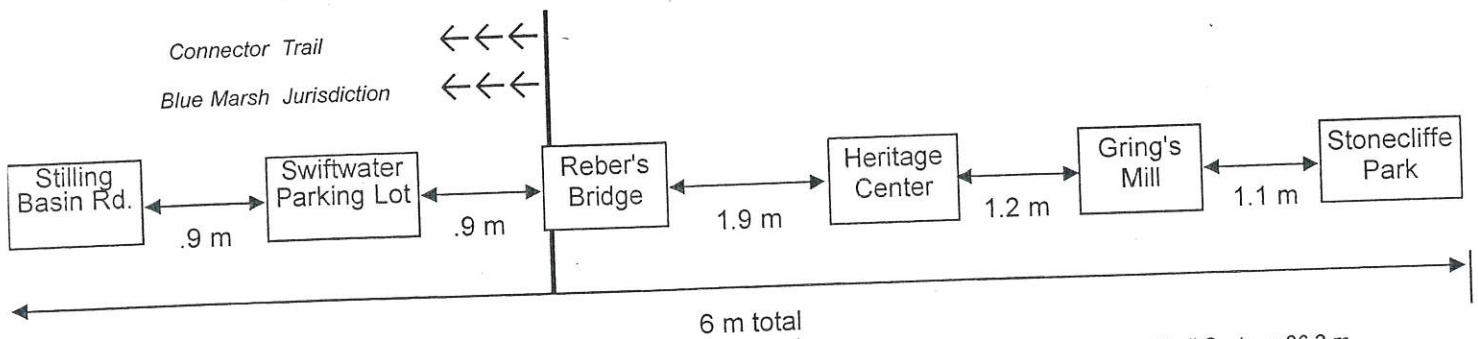 Connector Trail
Blue Marsh Jurisdiction
Stilling
Basin Rd.
.9 m
Swiftwater
Parking Lot
.9 m
Reber's
Bridge
1.9 m
Heritage
Center
1.2 m
Gring's
Mill
1.1 m
Stonecliffe
Park
6 m total